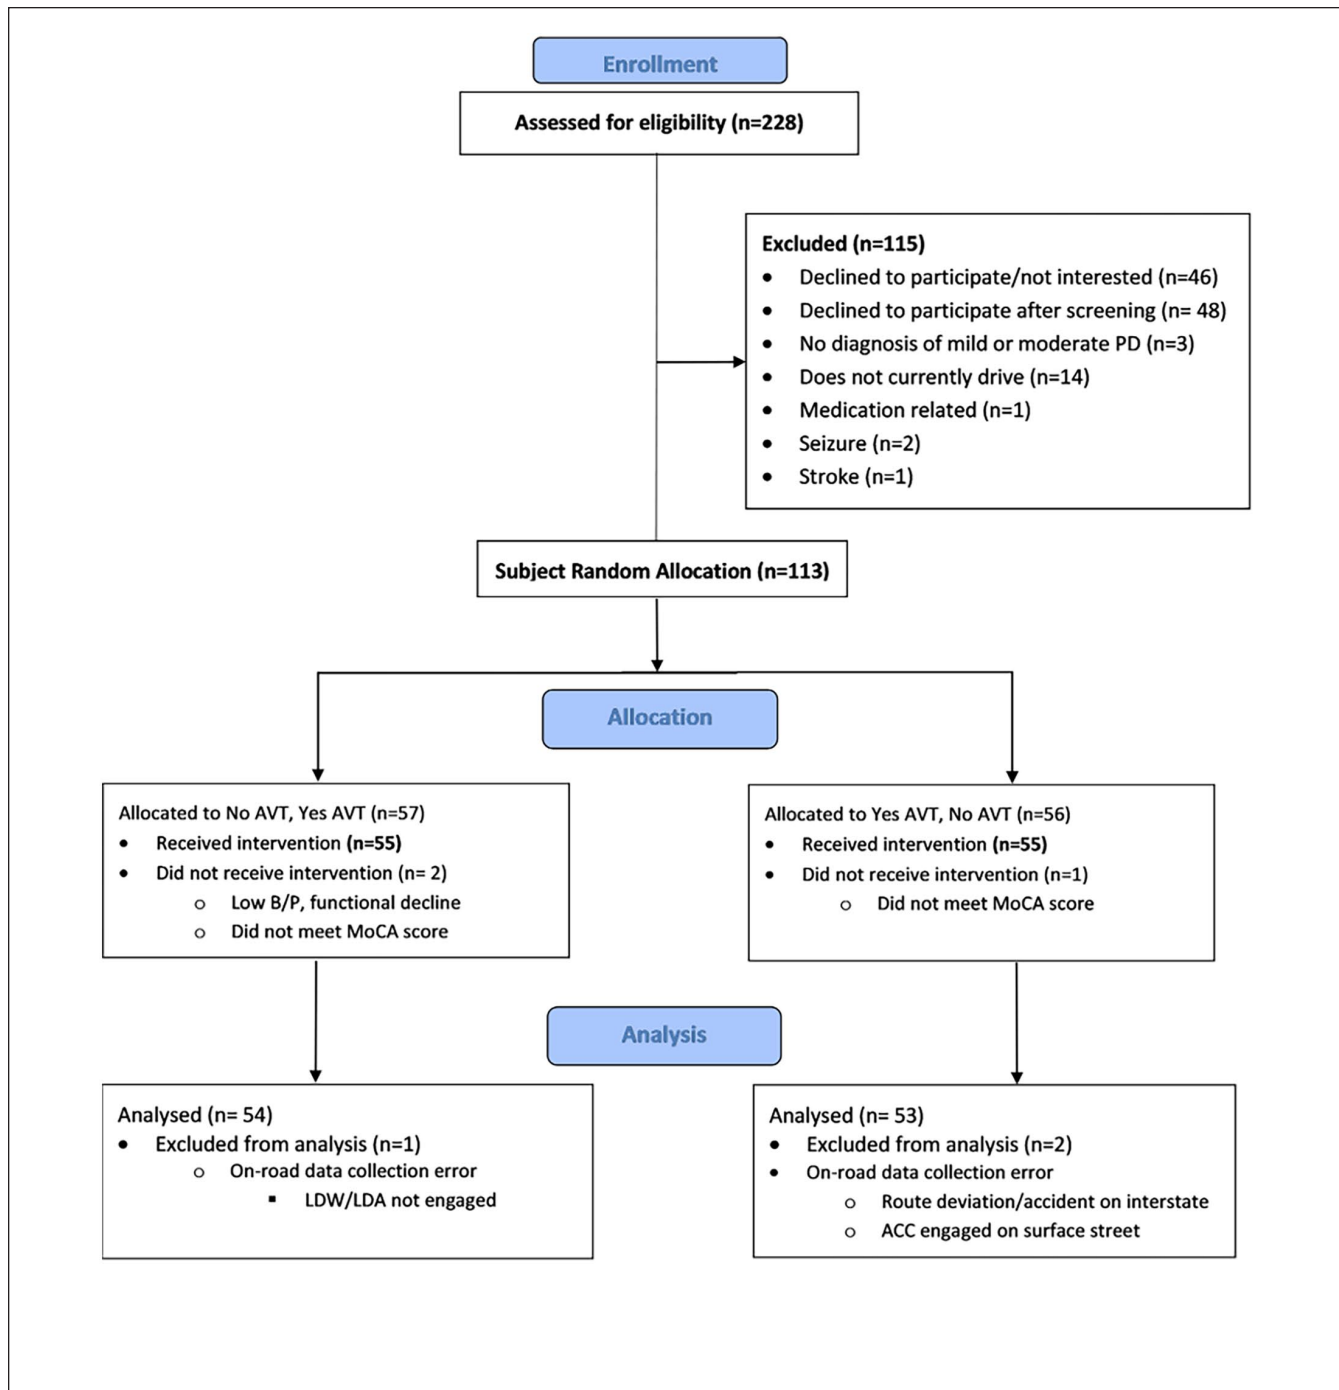 Enrollment
Assessed for eligibility (n=228)
Excluded (n=115)
• Declined to participate/not interested (n=46)
• Declined to participate after screening (n= 48)
• No diagnosis of mild or moderate PD (n=3)
• Does not currently drive (n=14)
• Medication related (n=1)
• Seizure (n=2)
• Stroke (n=1)
Subject Random Allocation (n=113)
Allocation
Allocated to No AVT, Yes AVT (n=57)
• Received intervention (n=55)
• Did not receive intervention (n= 2)
o Low B/P, functional decline
o Did not meet MoCA score
Allocated to Yes AVT, No AVT (n=56)
• Received intervention (n=55)
• Did not receive intervention (n=1)
o Did not meet MoCA score
Analysis
Analysed (n= 54)
• Excluded from analysis (n=1)
o On-road data collection error
▪ LDW/LDA not engaged
Analysed (n= 53)
• Excluded from analysis (n=2)
• On-road data collection error
o Route deviation/accident on interstate
o ACC engaged on surface street